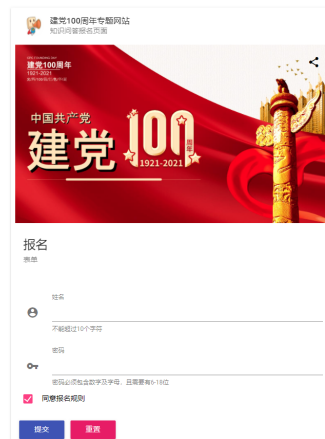 建党100周年专题网站
知识问答报名页面
建党100周年
1921-2021
中国共产党
建党100周年
1921-2021
报名
表单
姓名
不能超过10个字符
密码
密码必须包含数字及字母，且需要有6-18位
同意报名规则
提交
重置